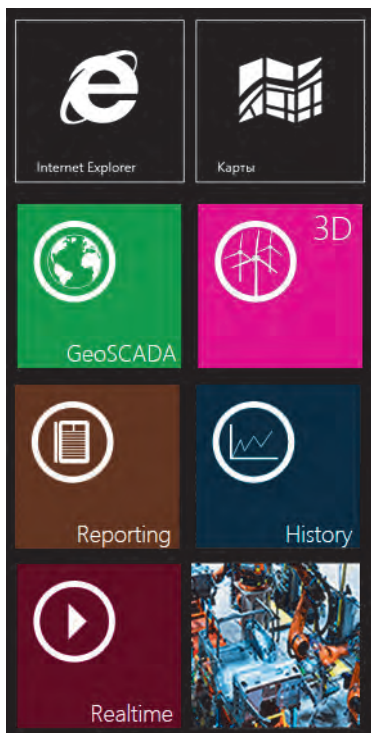 Internet Explorer
Карты
3D
GeoSCADA
Reporting
History
Realtime